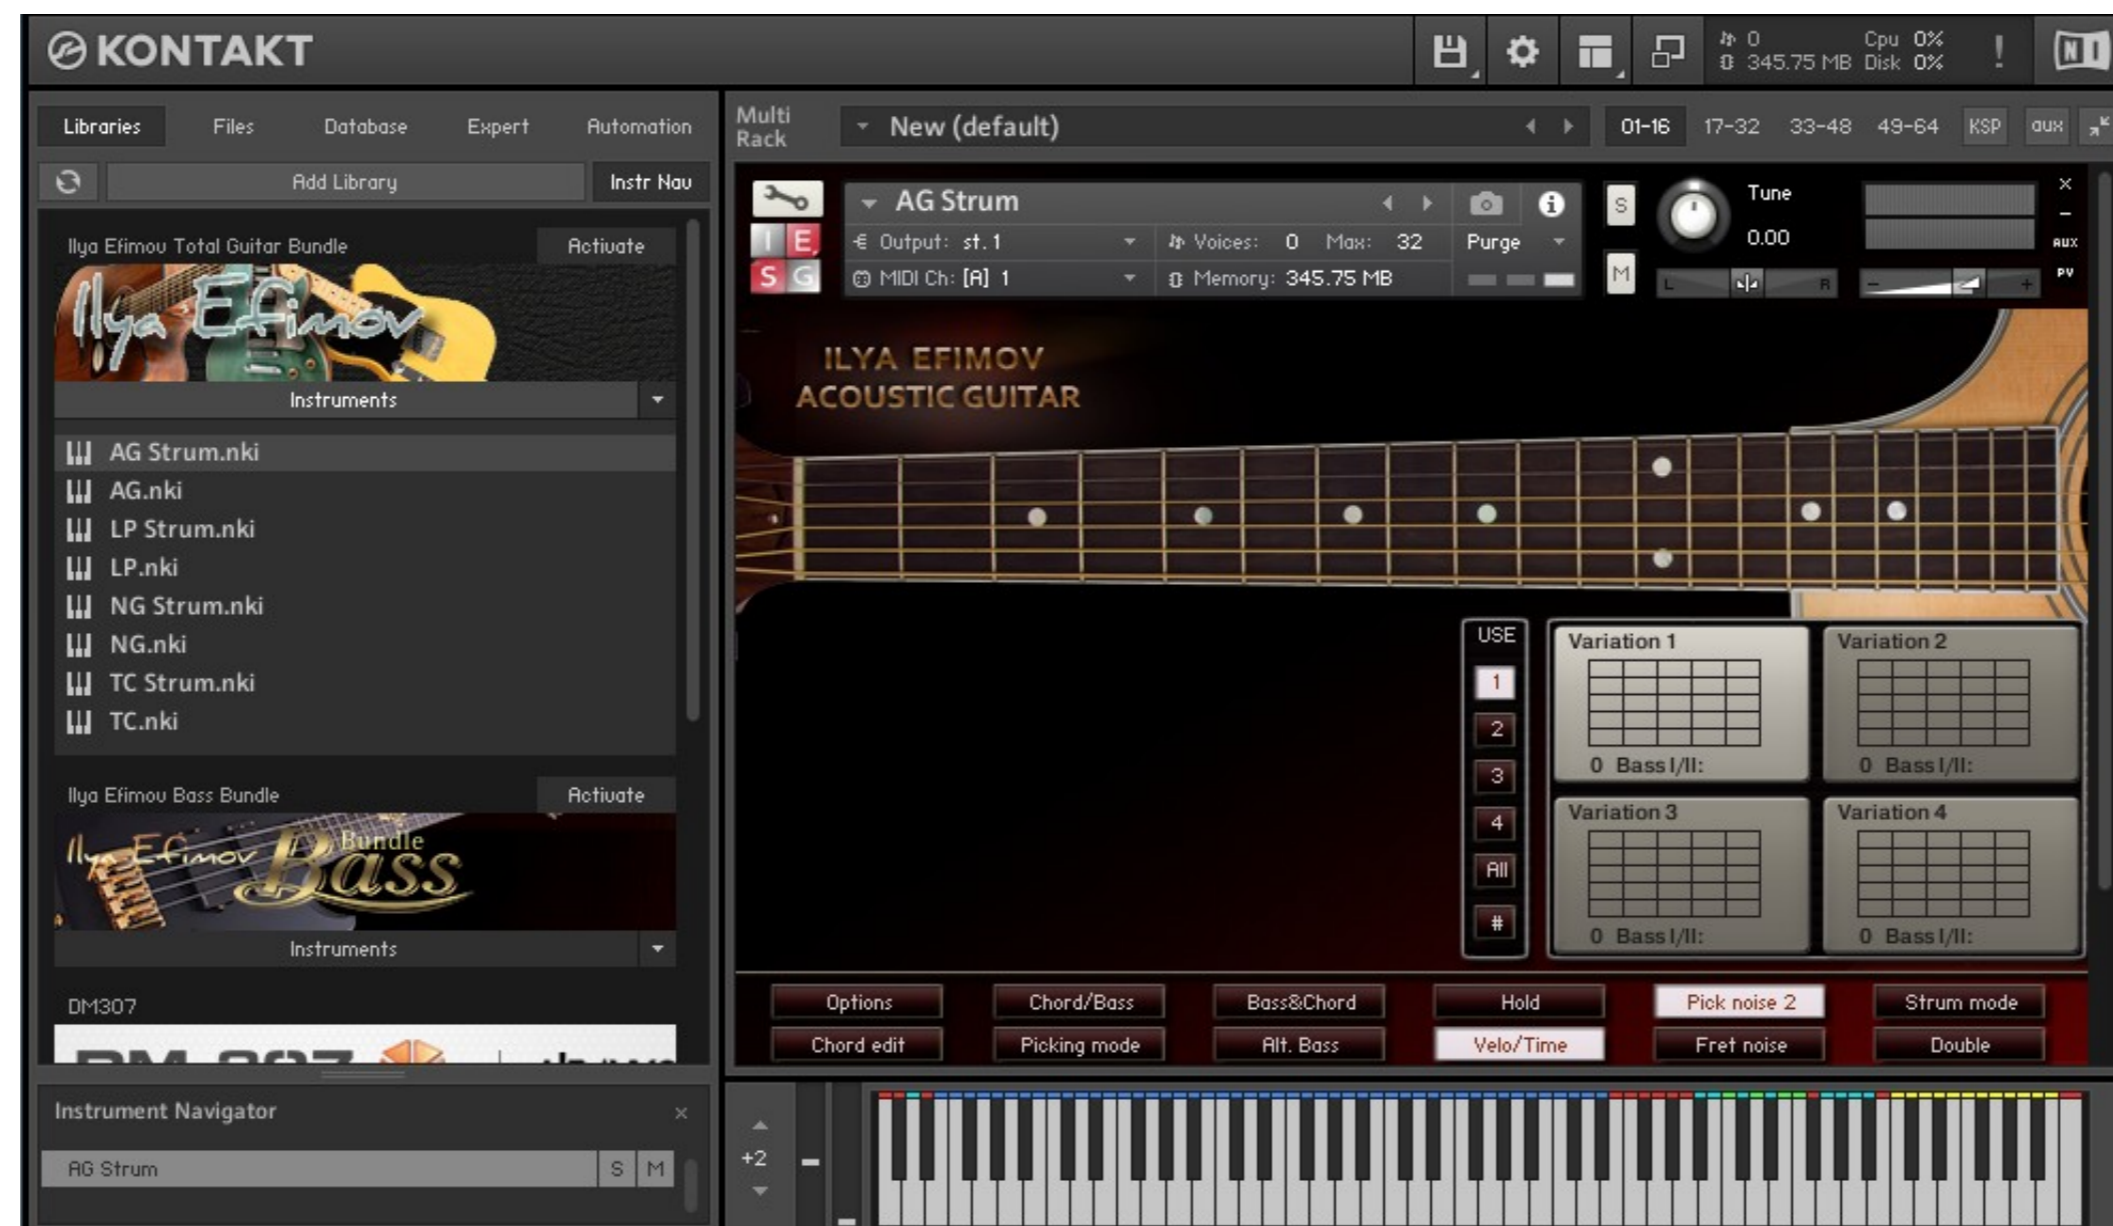 KONTAKT
0
345.75 MB
Cpu 0%
Disk 0%
!
NI
Libraries Files Database Expert Automation
Add Library Instr Nav
Ilya Efimov Total Guitar Bundle Activate
Ilya Efimov
Instruments
AG Strum.nki
AG.nki
LP Strum.nki
LP.nki
NG Strum.nki
NG.nki
TC Strum.nki
TC.nki
Ilya Efimov Bass Bundle Activate
Ilya Efimov Bundle
Bass
Instruments
DM307
Instrument Navigator ×
AG Strum S M
Multi
Rack
New (default) 01-16 17-32 33-48 49-64 KSP aux
AG Strum
Output: st. 1 Voices: 0 Max: 32 Purge
MIDI Ch: [A] 1 Memory: 345.75 MB
I E
S G
S
M
Tune
0.00
L R
- +
×
-
AUX
PV
ILYA EFIMOV
ACOUSTIC GUITAR
USE
1
2
3
4
All
#
Variation 1 Variation 2
0 Bass I/II: 0 Bass I/II:
Variation 3 Variation 4
0 Bass I/II: 0 Bass I/II:
Options Chord/Bass Bass&Chord Hold Pick noise 2 Strum mode
Chord edit Picking mode Alt. Bass Velo/Time Fret noise Double
+2